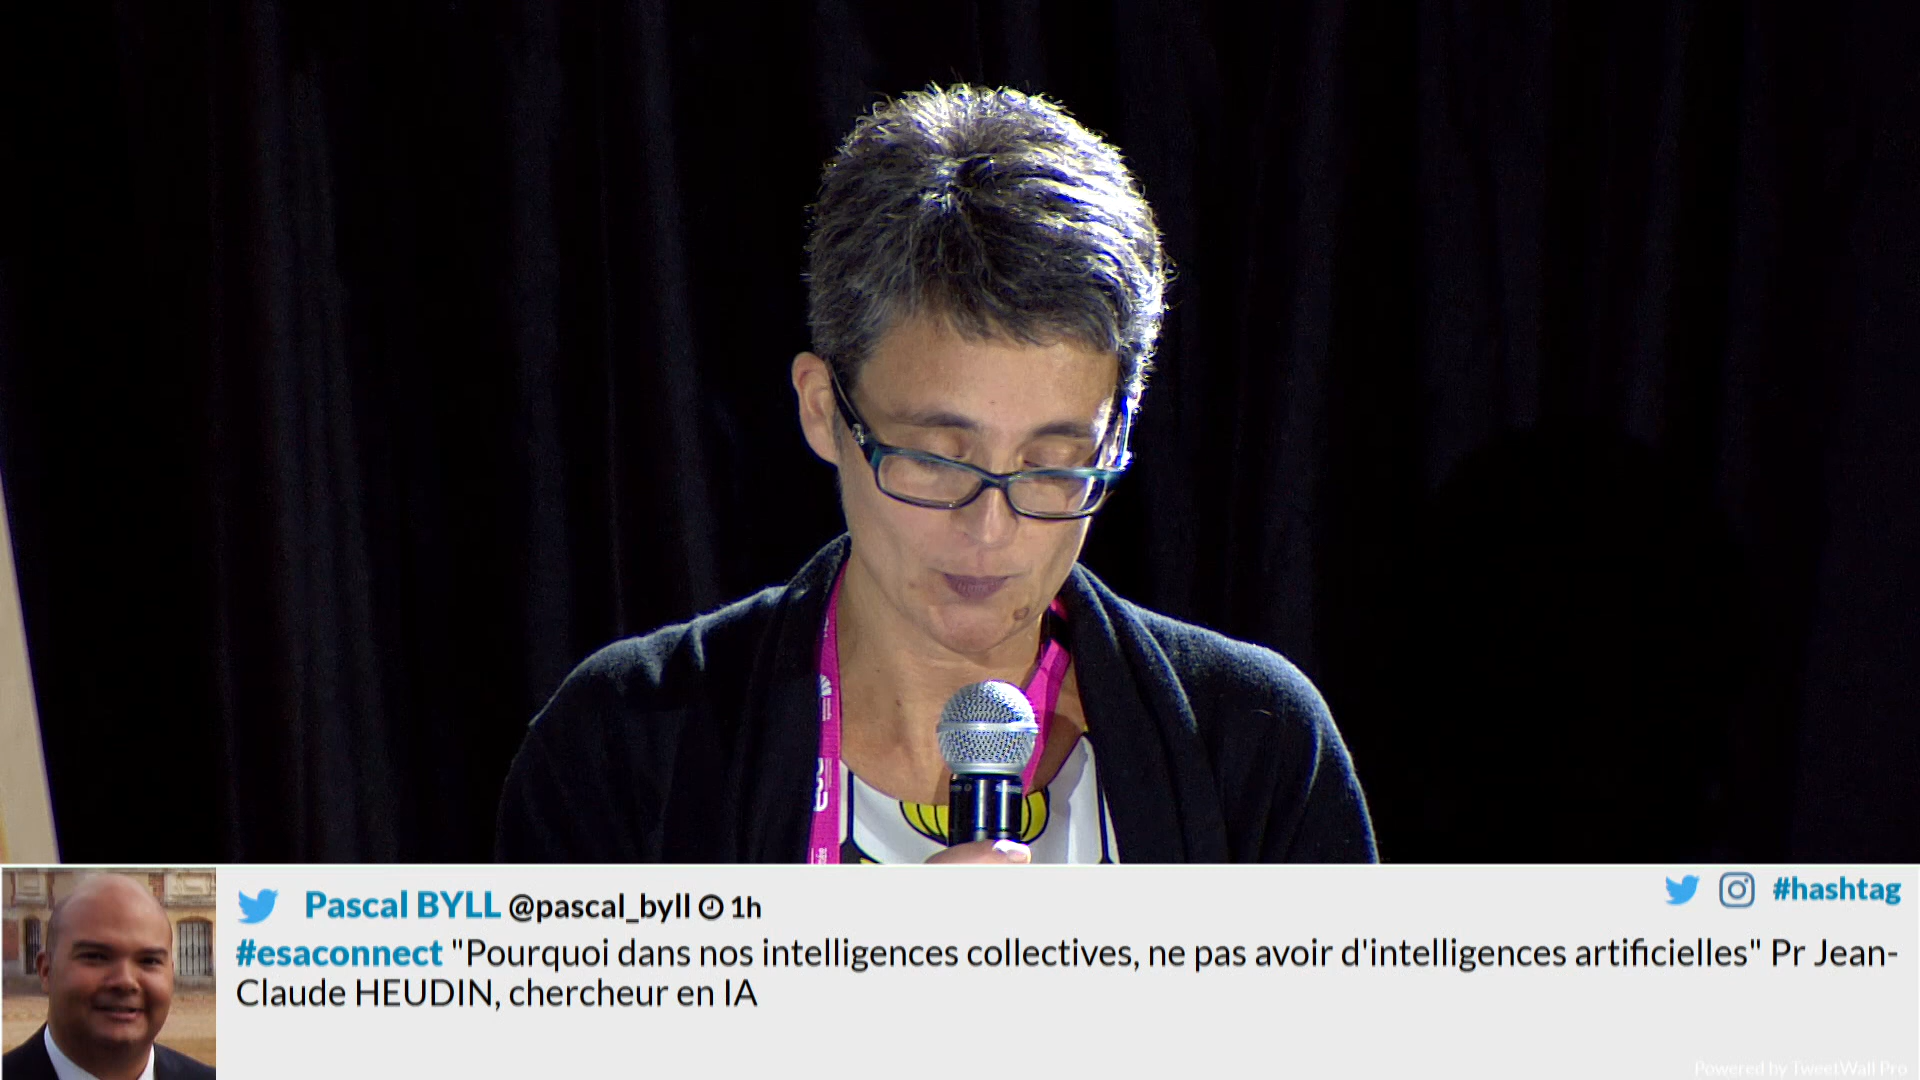 Pascal BYLL @pascal_byll 1h
#hashtag
#esaconnect "Pourquoi dans nos intelligences collectives, ne pas avoir d'intelligences artificielles" Pr Jean-
Claude HEUDIN, chercheur en IA
Powered by TweetWall Pro